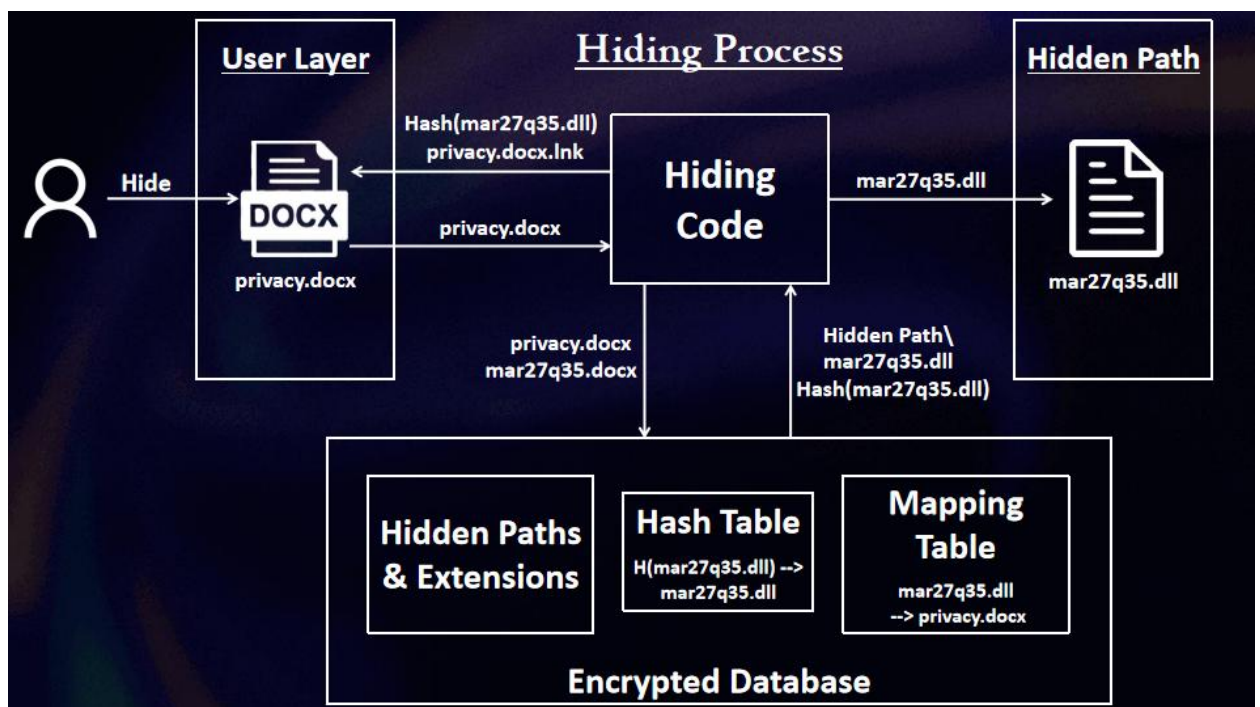 Hiding Process
User Layer
Hide
DOCX
privacy.docx
Hash(mar27q35.dll)
privacy.docx.lnk
privacy.docx
Hiding
Code
mar27q35.dll
Hidden Path
mar27q35.dll
privacy.docx
mar27q35.docx
Hidden Path\
mar27q35.dll
Hash(mar27q35.dll)
Hidden Paths
& Extensions
Hash Table
H(mar27q35.dll) -->
mar27q35.dll
Mapping
Table
mar27q35.dll
--> privacy.docx
Encrypted Database